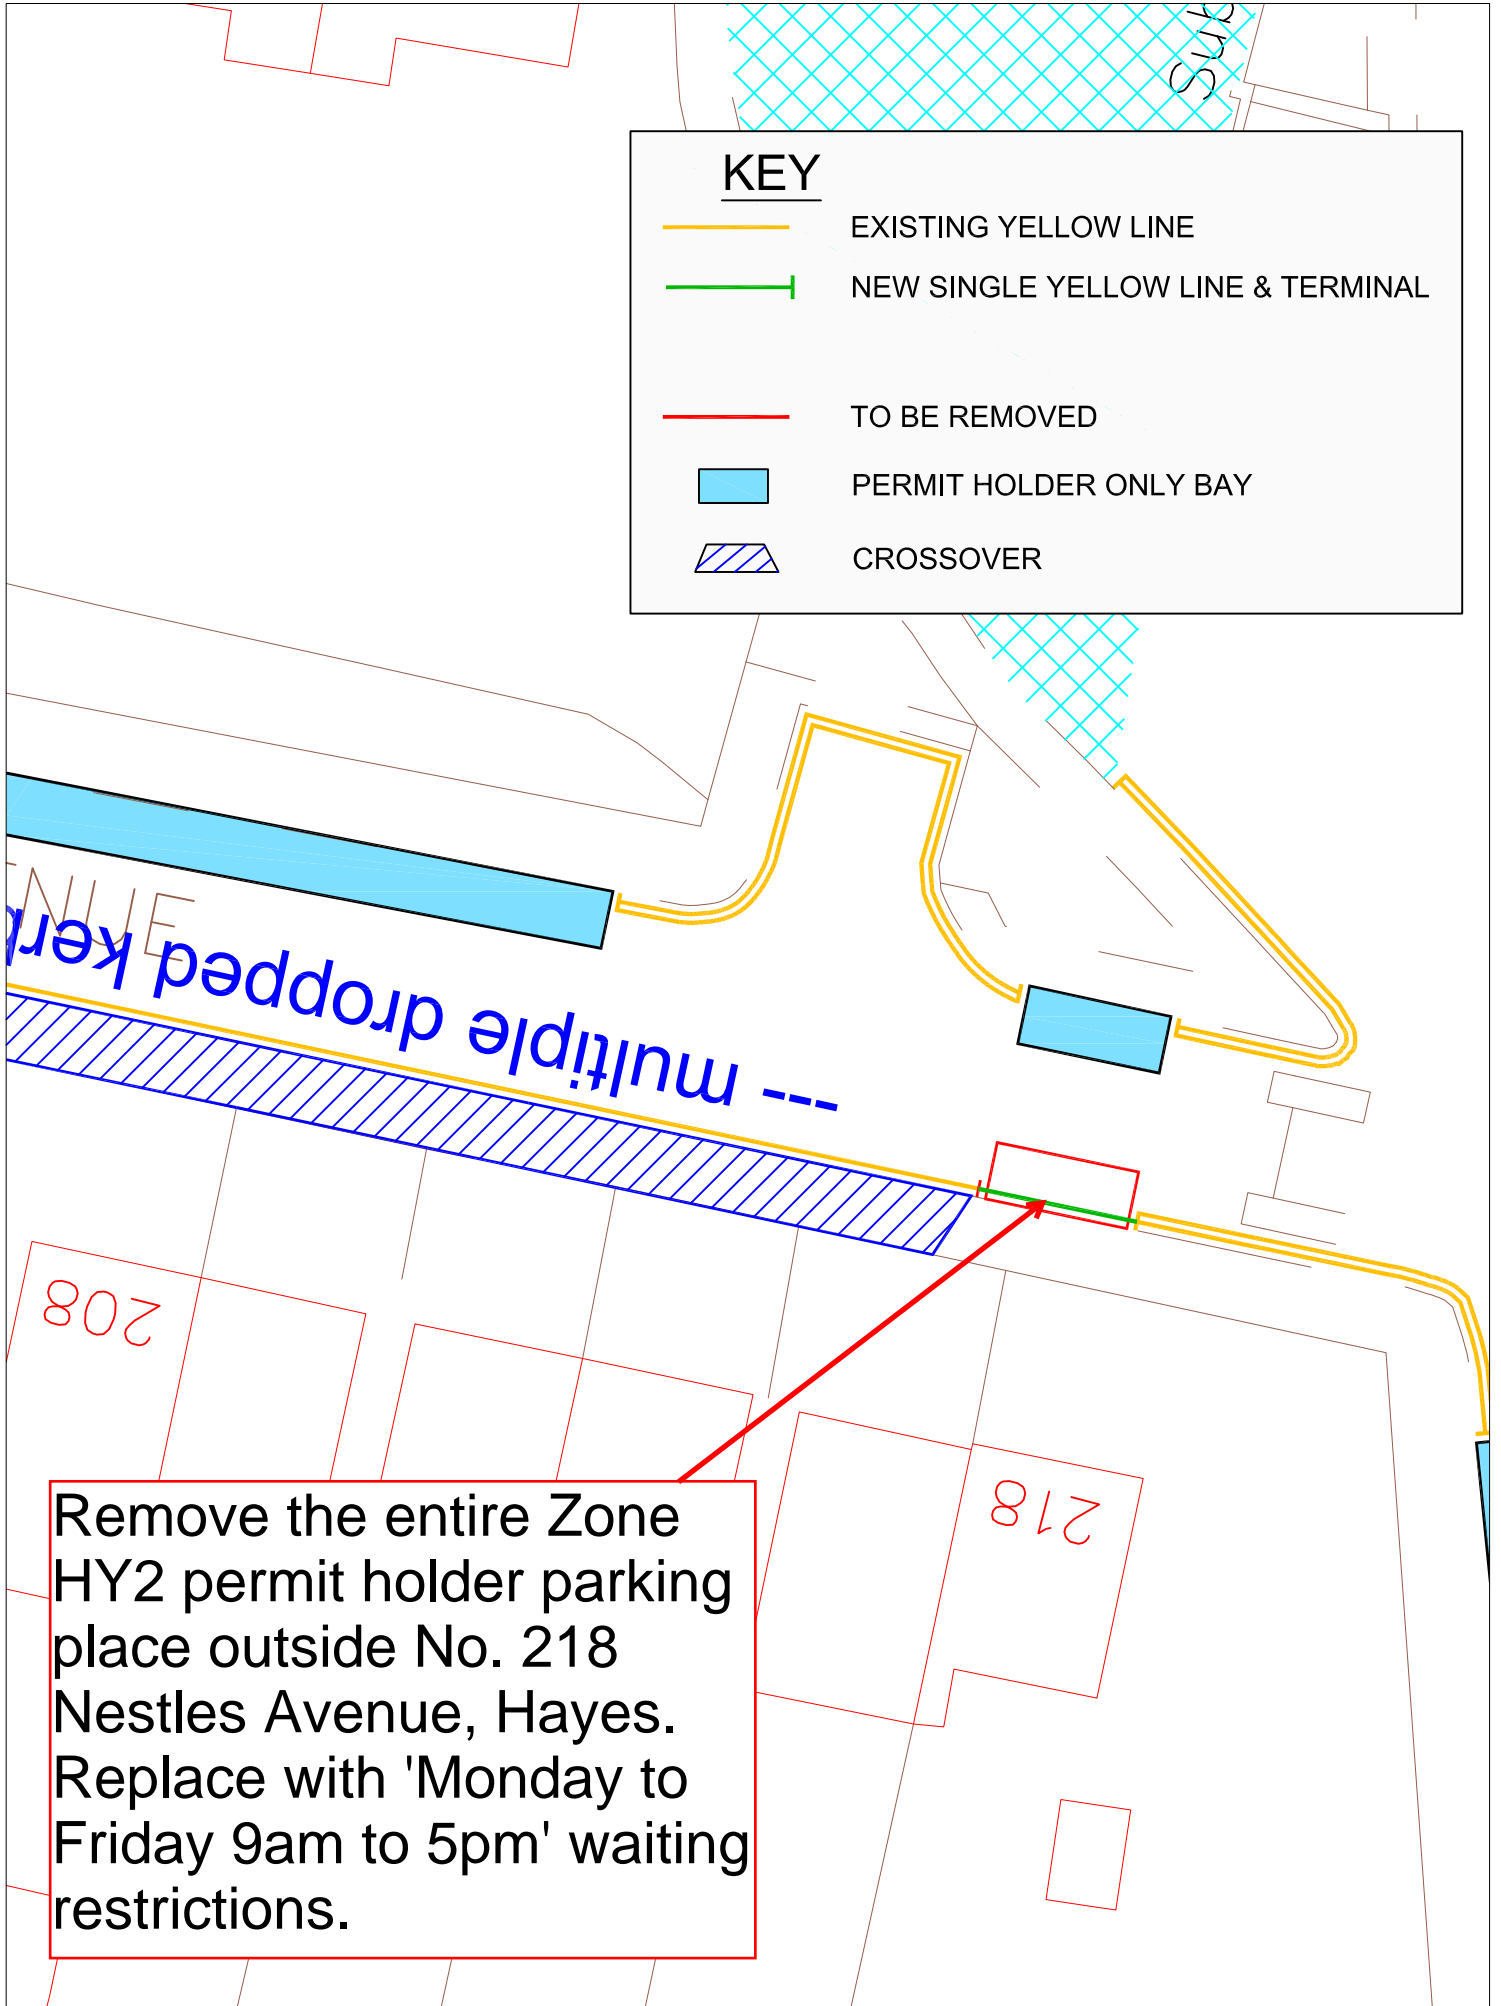 KEY
EXISTING YELLOW LINE
NEW SINGLE YELLOW LINE & TERMINAL
TO BE REMOVED
PERMIT HOLDER ONLY BAY
CROSSOVER
--- multiple dropped
208
218
Remove the entire Zone
HY2 permit holder parking
place outside No. 218
Nestles Avenue, Hayes.
Replace with 'Monday to
Friday 9am to 5pm' waiting
restrictions.